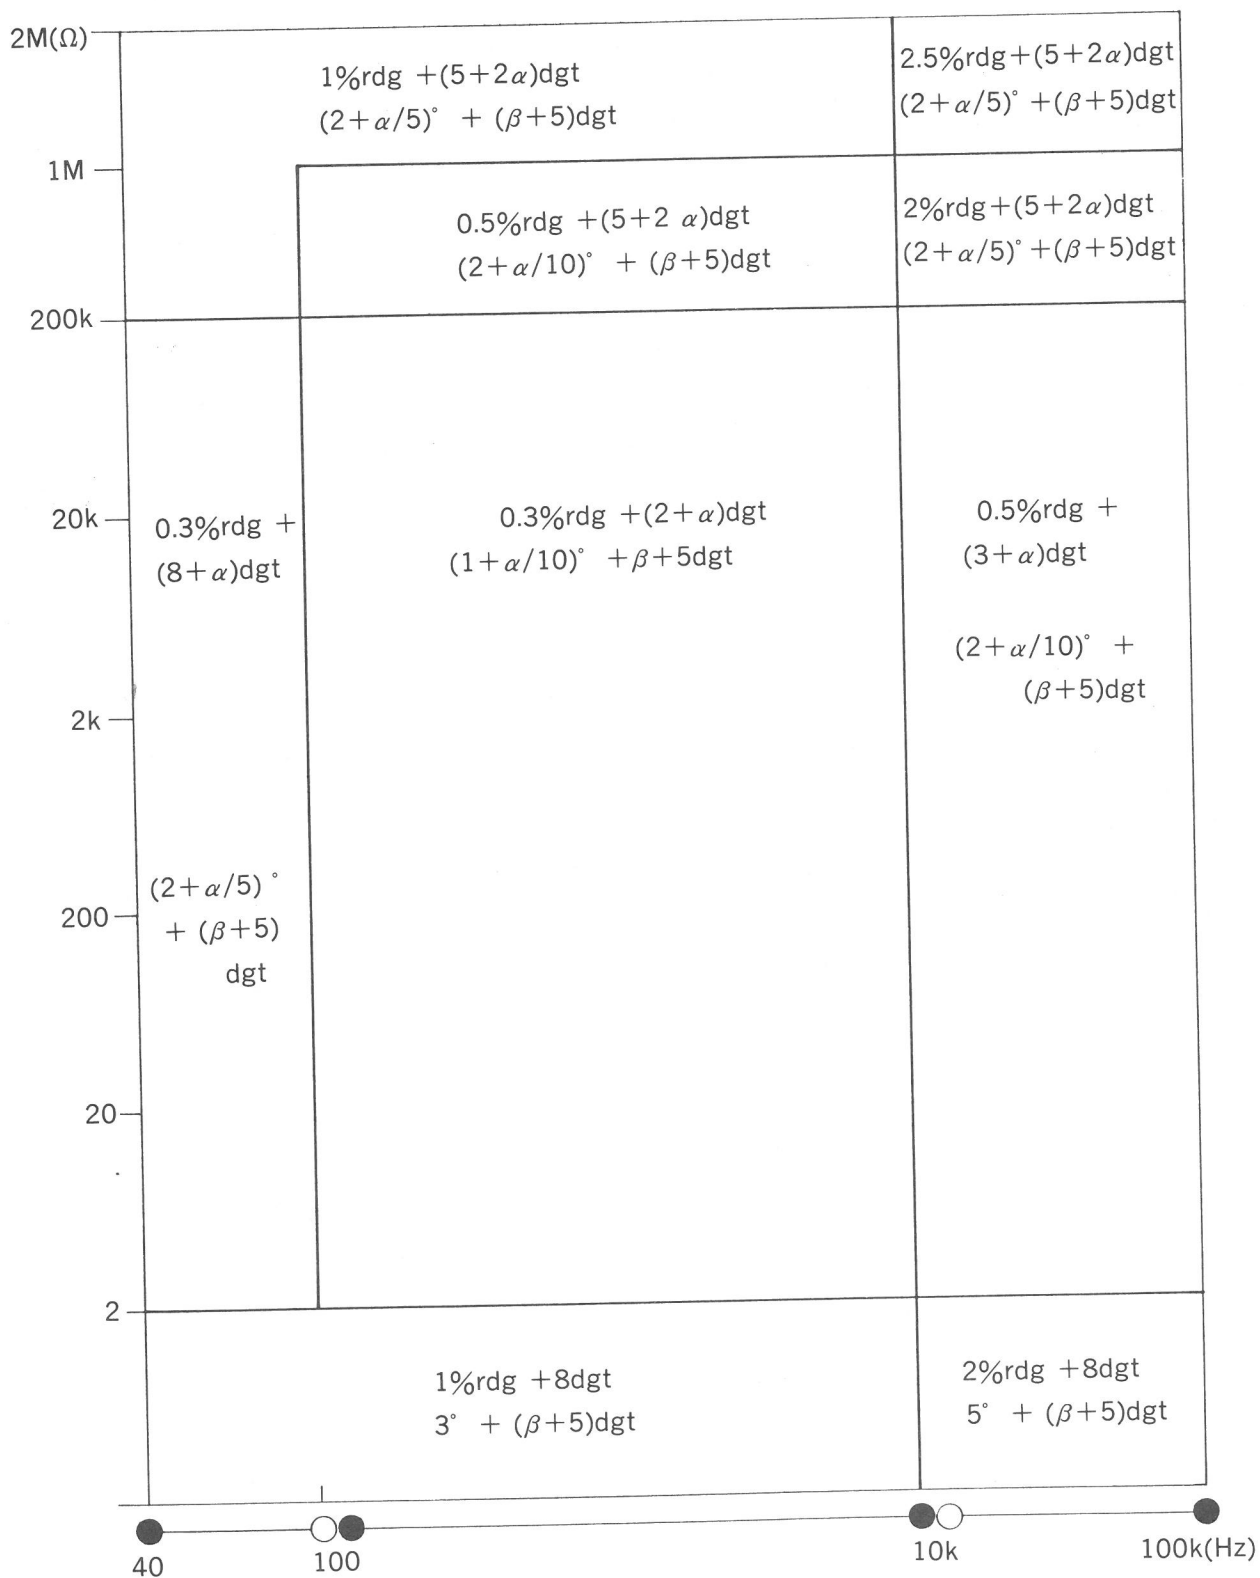 2M(Ω)
1%rdg +(5+2α)dgt
(2+α/5)° + (β+5)dgt
2.5%rdg+(5+2α)dgt
(2+α/5)° +(β+5)dgt
1M
0.5%rdg +(5+2 α)dgt
(2+α/10)° + (β+5)dgt
2%rdg+(5+2α)dgt
(2+α/5)° +(β+5)dgt
200k
20k
0.3%rdg +
(8+α)dgt
0.3%rdg +(2+α)dgt
(1+α/10)° +β+5dgt
0.5%rdg +
(3+α)dgt
(2+α/10)° +
(β+5)dgt
2k
(2+α/5)°
+ (β+5)
dgt
200
20
2
1%rdg +8dgt
3° + (β+5)dgt
2%rdg +8dgt
5° + (β+5)dgt
40
100
10k
100k(Hz)